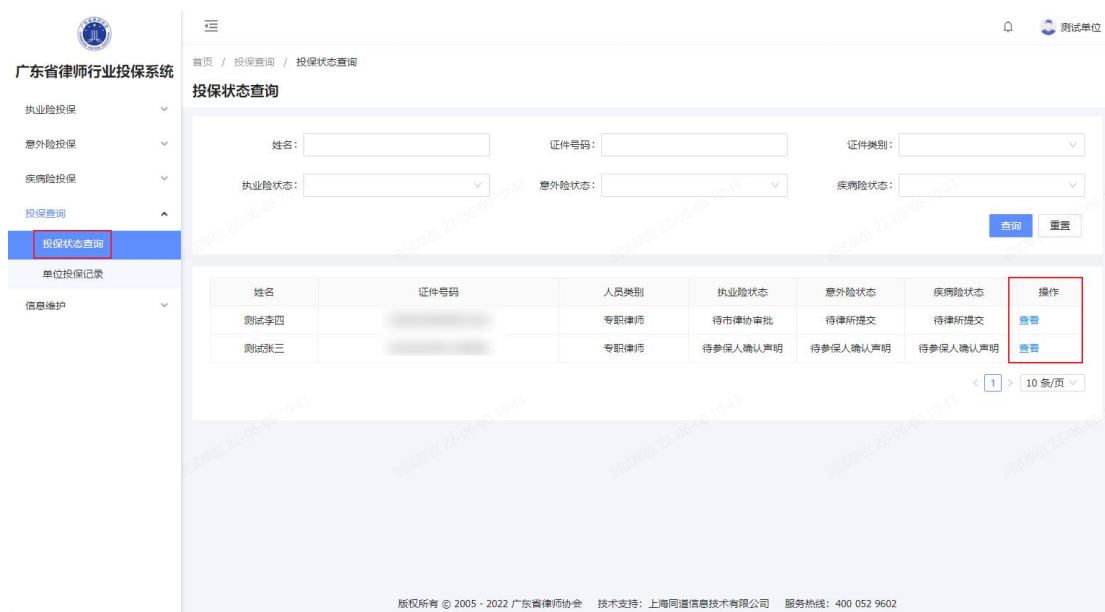 测试单位
广东省律师行业投保系统
首页 / 投保查询 / 投保状态查询
投保状态查询
执业险投保
意外险投保
疾病险投保
投保查询
投保状态查询
单位投保记录
信息维护
姓名： 证件号码： 证件类别：
执业险状态： 意外险状态： 疾病险状态：
查询 重置
姓名 证件号码 人员类别 执业险状态 意外险状态 疾病险状态 操作
测试李四 专职律师 待市律协审批 待律所提交 待律所提交 查看
测试张三 专职律师 待参保人确认声明 待参保人确认声明 待参保人确认声明 查看
< 1 > 10 条/页
测试单位 22-06-06 10:43
版权所有 © 2005 - 2022 广东省律师协会 技术支持：上海同道信息技术有限公司 服务热线：400 052 9602